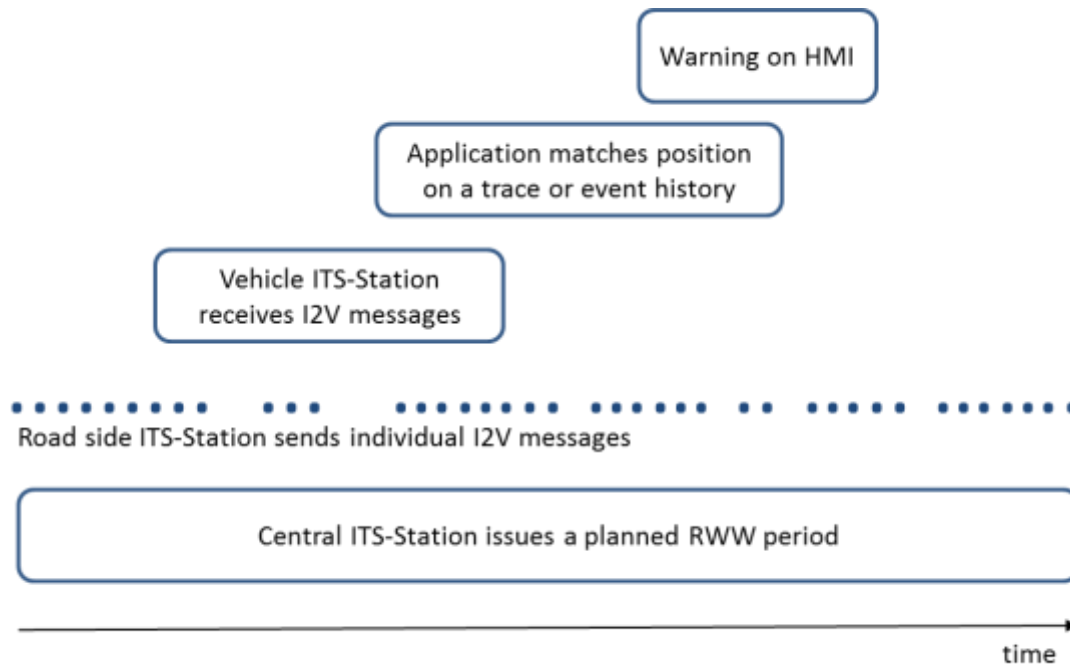 Warning on HMI
Application matches position
on a trace or event history
Vehicle ITS-Station
receives I2V messages
Road side ITS-Station sends individual I2V messages
Central ITS-Station issues a planned RWW period
time